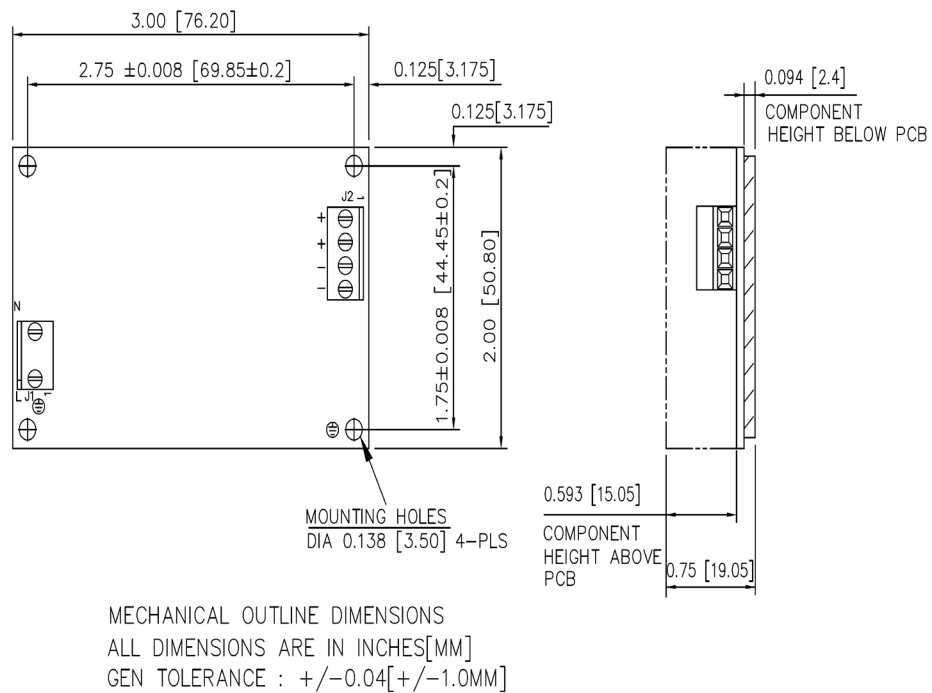 3.00 [76.20]
2.75 ±0.008 [69.85±0.2]
0.125[3.175]
0.125[3.175]
0.094 [2.4]
COMPONENT
HEIGHT BELOW PCB
J2 1
+
+
-
-
1.75±0.008 [44.45±0.2]
2.00 [50.80]
N
L J1 1
MOUNTING HOLES
DIA 0.138 [3.50] 4-PLS
0.593 [15.05]
COMPONENT
HEIGHT ABOVE
PCB
0.75 [19.05]
MECHANICAL OUTLINE DIMENSIONS
ALL DIMENSIONS ARE IN INCHES[MM]
GEN TOLERANCE : +/-0.04[+/-1.0MM]